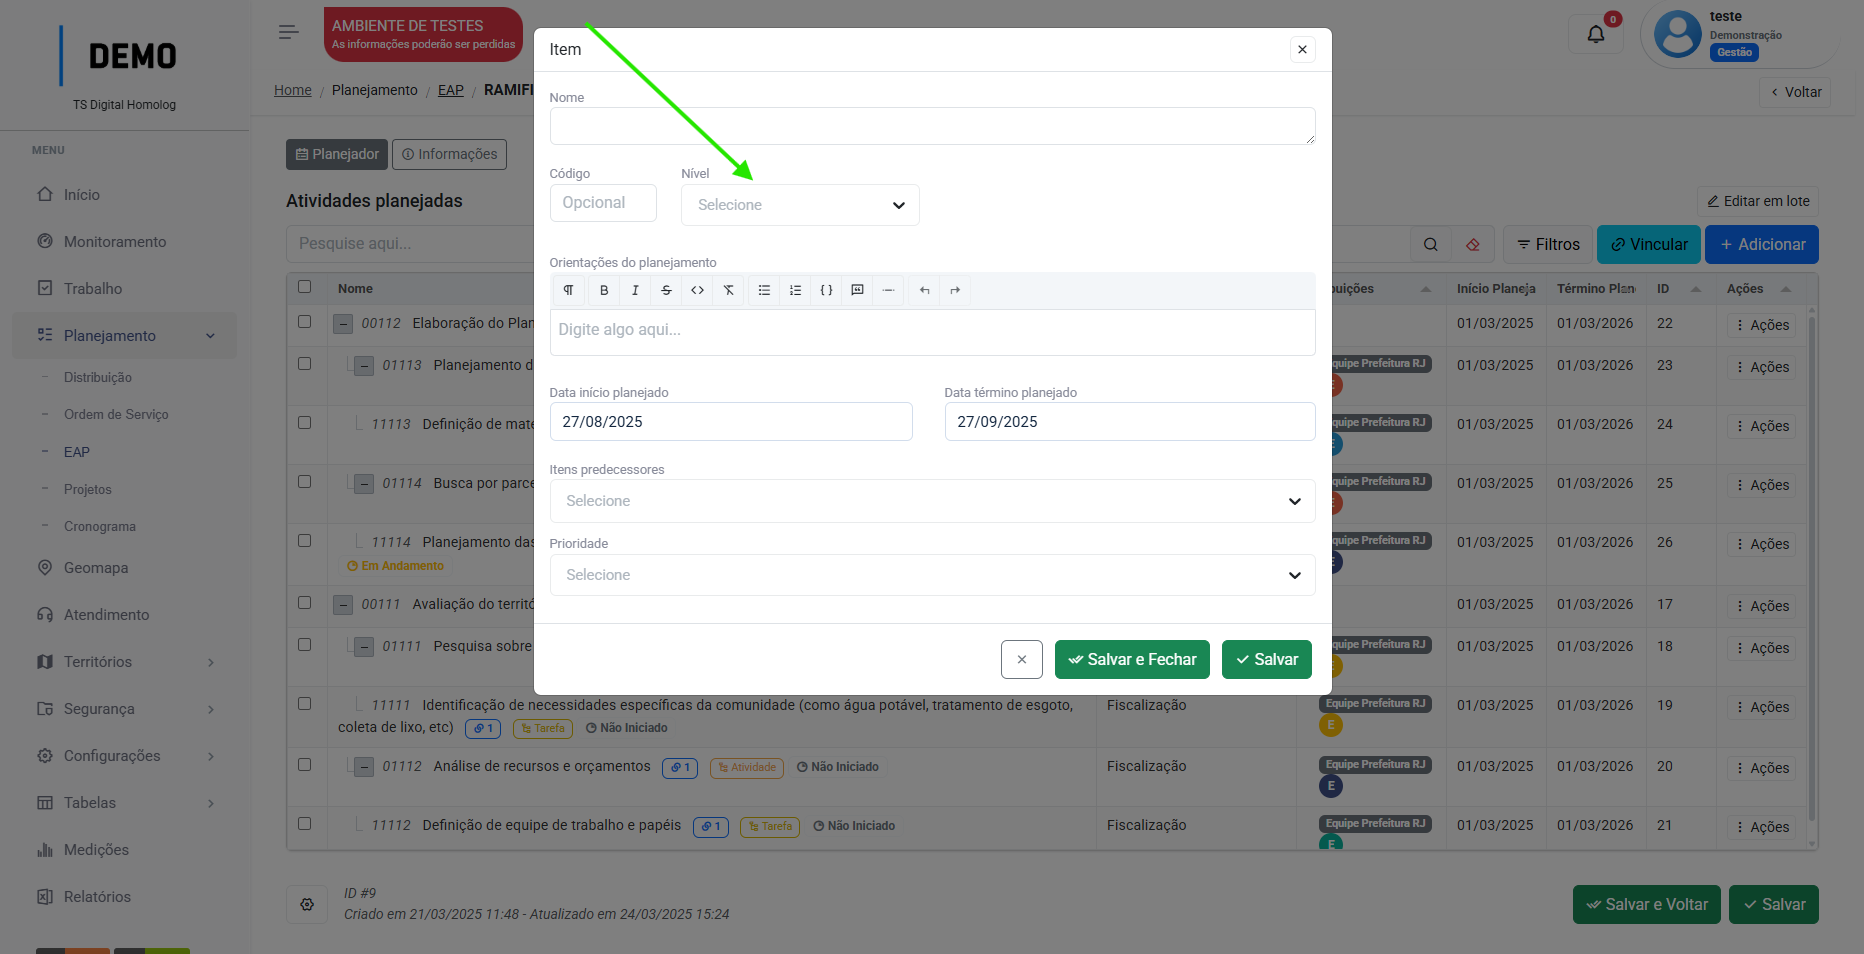 DEMO
TS Digital Homolog
MENU
Início
Monitoramento
Trabalho
Planejamento
Distribuição
Ordem de Serviço
EAP
Projetos
Cronograma
Geomapa
Atendimento
Territórios
Segurança
Configurações
Tabelas
Medições
Relatórios
AMBIENTE DE TESTES
As informações poderão ser perdidas
0
teste
Demonstração
Gestão
Home / Planejamento / EAP / RAMIFI
Voltar
Planejador
Informações
Atividades planejadas
Editar em lote
Pesquise aqui...
Filtros
Vincular
+ Adicionar
Nome
buições
Início Planeja
Término Plan
ID
Ações
00112 Elaboração do Plan
01/03/2025 01/03/2026 22 Ações
01113 Planejamento d
quipe Prefeitura RJ
01/03/2025 01/03/2026 23 Ações
11113 Definição de mate
quipe Prefeitura RJ
01/03/2025 01/03/2026 24 Ações
01114 Busca por parce
quipe Prefeitura RJ
01/03/2025 01/03/2026 25 Ações
11114 Planejamento das
Em Andamento
quipe Prefeitura RJ
01/03/2025 01/03/2026 26 Ações
00111 Avaliação do territó
01/03/2025 01/03/2026 17 Ações
01111 Pesquisa sobre
quipe Prefeitura RJ
01/03/2025 01/03/2026 18 Ações
11111 Identificação de necessidades específicas da comunidade (como água potável, tratamento de esgoto,
coleta de lixo, etc) 1 Tarefa Não Iniciado
Fiscalização
Equipe Prefeitura RJ
E
01/03/2025 01/03/2026 19 Ações
01112 Análise de recursos e orçamentos 1 Atividade Não Iniciado
Fiscalização
Equipe Prefeitura RJ
E
01/03/2025 01/03/2026 20 Ações
11112 Definição de equipe de trabalho e papéis 1 Tarefa Não Iniciado
Fiscalização
Equipe Prefeitura RJ
E
01/03/2025 01/03/2026 21 Ações
ID #9
Criado em 21/03/2025 11:48 - Atualizado em 24/03/2025 15:24
Salvar e Voltar
Salvar
Item
Nome
Código
Opcional
Nível
Selecione
Orientações do planejamento
Digite algo aqui...
Data início planejado
27/08/2025
Data término planejado
27/09/2025
Itens predecessores
Selecione
Prioridade
Selecione
Salvar e Fechar
Salvar